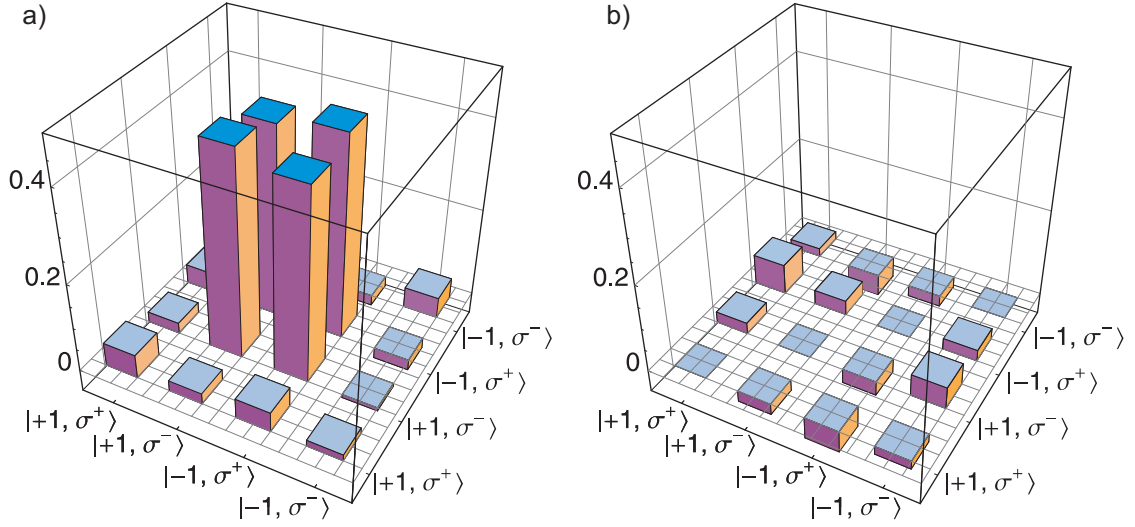 a)
0.4
0.2
0
|+1, σ⁺⟩
|+1, σ⁻⟩
|−1, σ⁺⟩
|−1, σ⁻⟩
|+1, σ⁺⟩
|+1, σ⁻⟩
|−1, σ⁺⟩
|−1, σ⁻⟩
b)
0.4
0.2
0
|+1, σ⁺⟩
|+1, σ⁻⟩
|−1, σ⁺⟩
|−1, σ⁻⟩
|+1, σ⁺⟩
|+1, σ⁻⟩
|−1, σ⁺⟩
|−1, σ⁻⟩